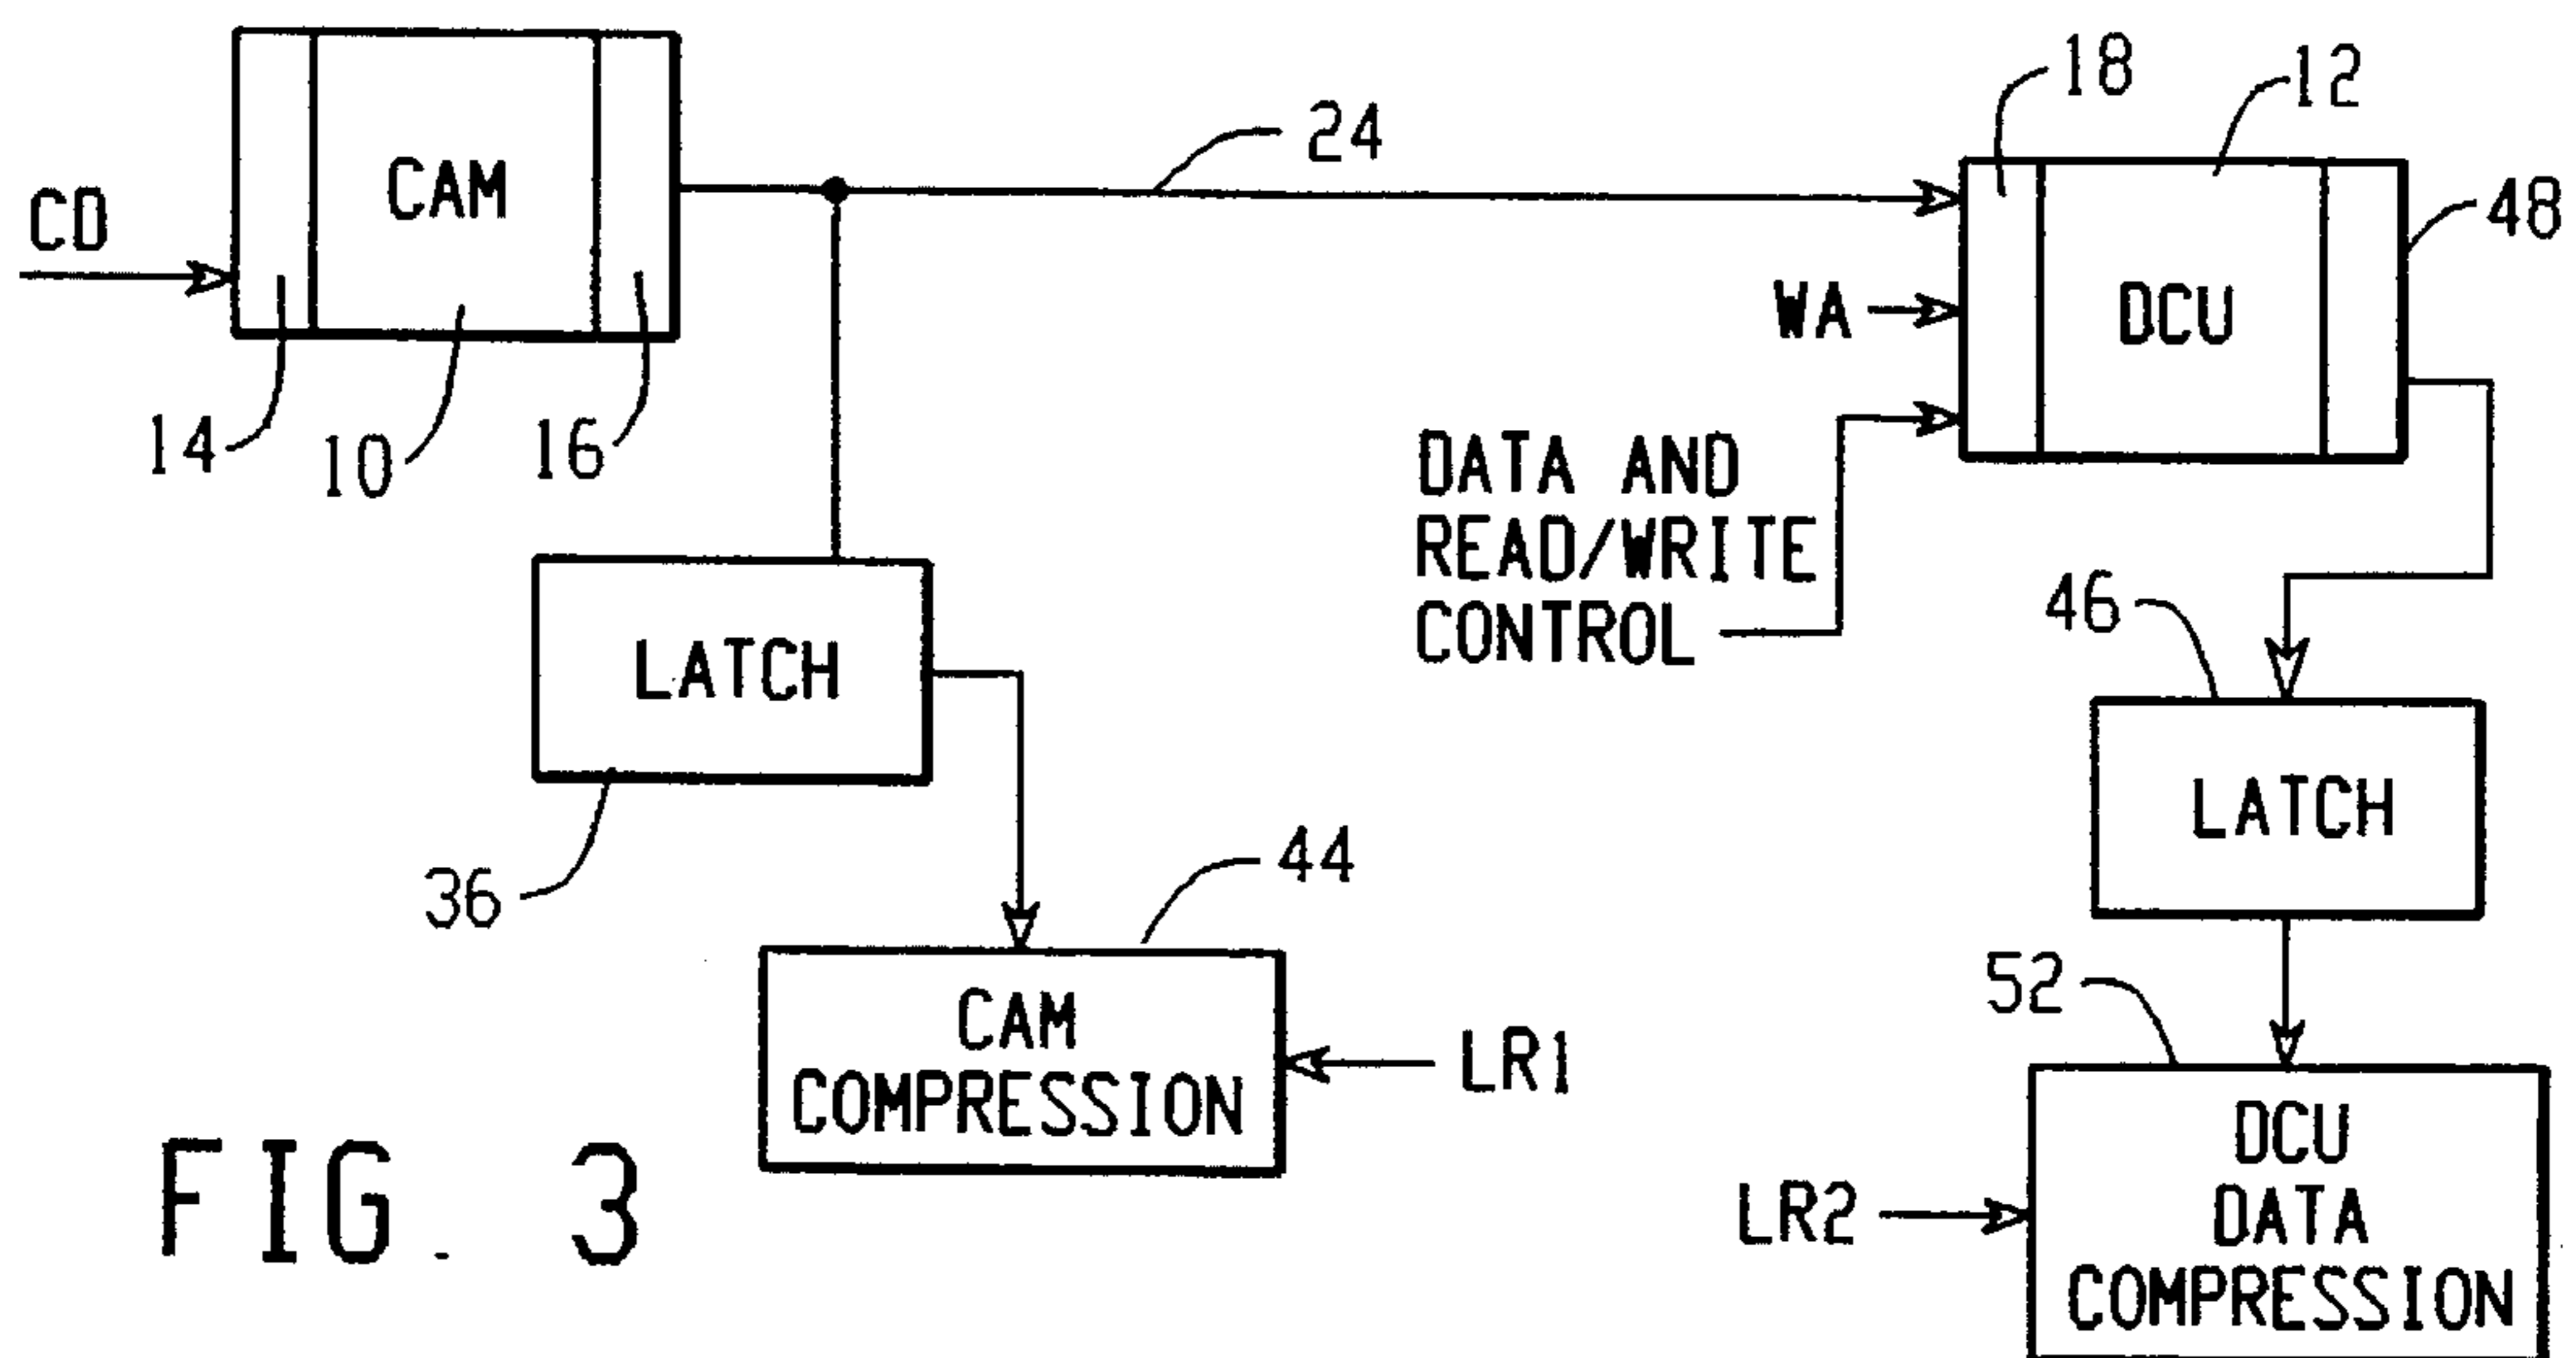 18
12
24
CAM
CD
48
WA
DCU
14
10
16
DATA AND
READ/WRITE
CONTROL
46
LATCH
LATCH
36
44
52
CAM
COMPRESSION
LR1
DCU
DATA
COMPRESSION
LR2
FIG. 3